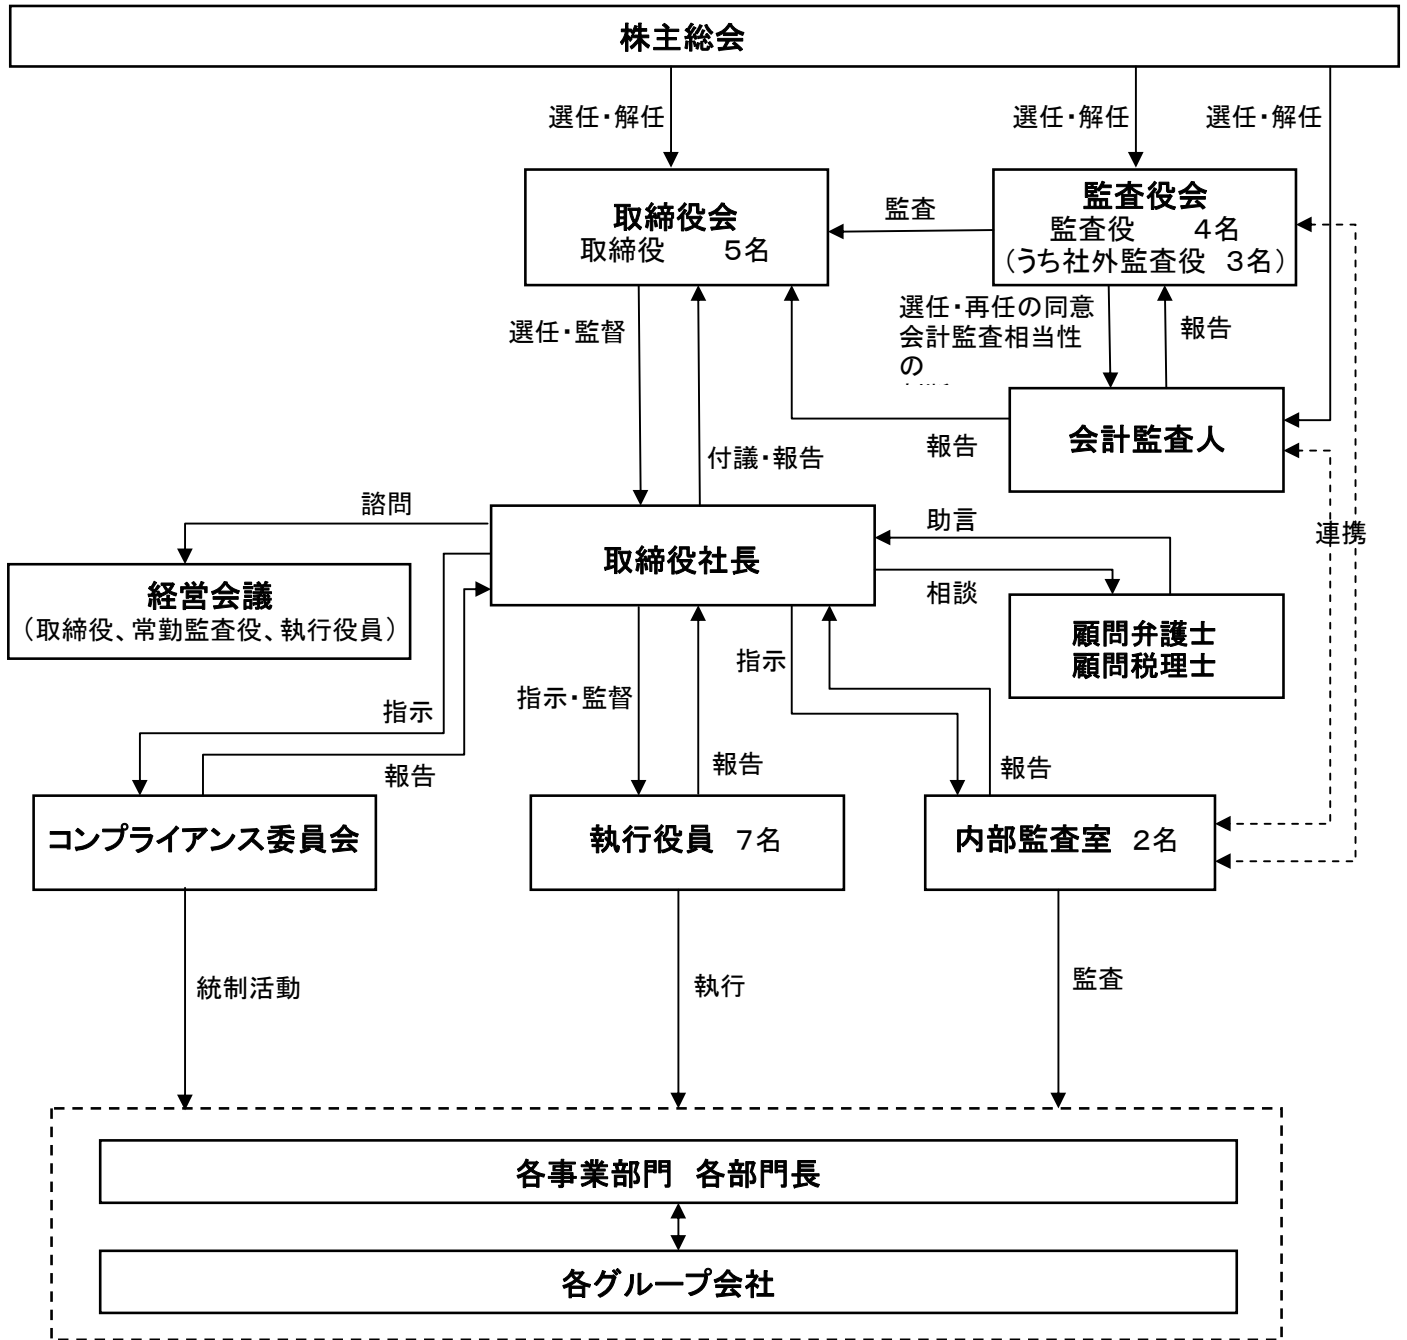 株主総会
選任・解任
選任・解任
選任・解任
取締役会
取締役 5名
監査
監査役会
監査役 4名
(うち社外監査役 3名)
選任・監督
選任・再任の同意
会計監査相当性
の
報告
会計監査人
報告
付議・報告
諮問
取締役社長
助言
相談
連携
経営会議
(取締役、常勤監査役、執行役員)
顧問弁護士
顧問税理士
指示
指示・監督
指示
報告
報告
報告
コンプライアンス委員会
執行役員 7名
内部監査室 2名
統制活動
執行
監査
各事業部門 各部門長
各グループ会社